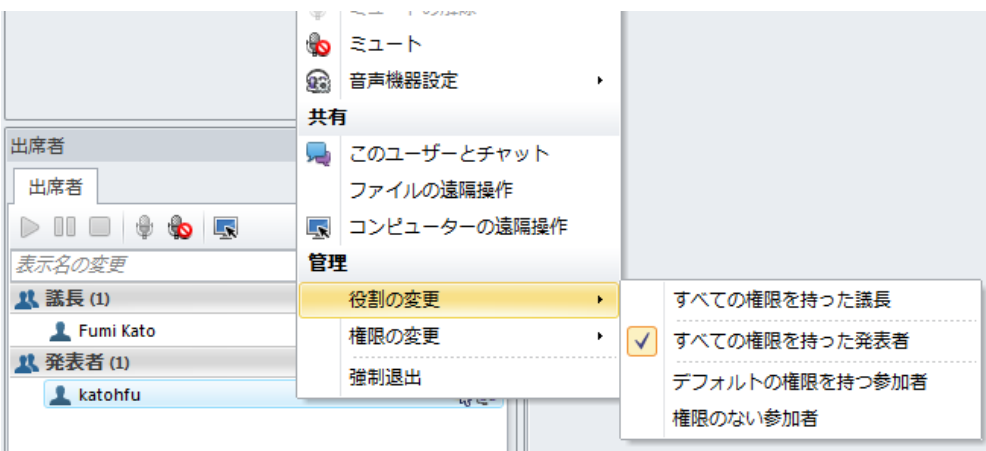 ミュート
音声機器設定
共有
このユーザーとチャット
ファイルの遠隔操作
コンピューターの遠隔操作
管理
役割の変更
権限の変更
強制退出
すべての権限を持った議長
すべての権限を持った発表者
デフォルトの権限を持つ参加者
権限のない参加者
出席者
出席者
表示名の変更
議長 (1)
Fumi Kato
発表者 (1)
katohfu